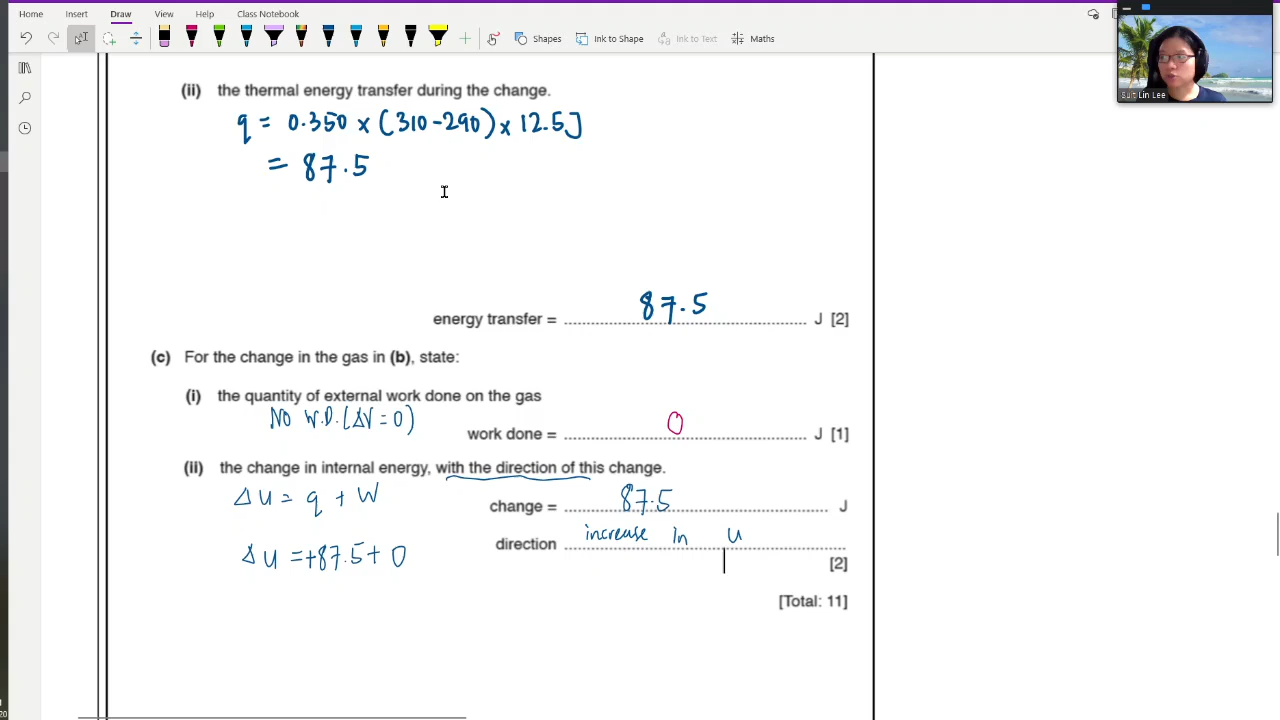 Home Insert Draw View Help Class Notebook
Shapes Ink to Shape Ink to Text Maths
Suit Lin Lee
(ii) the thermal energy transfer during the change.
q = 0.350 × (310-290) × 12.5J
= 87.5
87.5
energy transfer = ........ J [2]
(c) For the change in the gas in (b), state:
(i) the quantity of external work done on the gas
No W.D. (ΔV = 0)
0
work done = ........ J [1]
(ii) the change in internal energy, with the direction of this change.
ΔU = q + W
87.5
change = ........ J
increase in U
direction ........
ΔU = +87.5 + 0
[2]
[Total: 11]
20